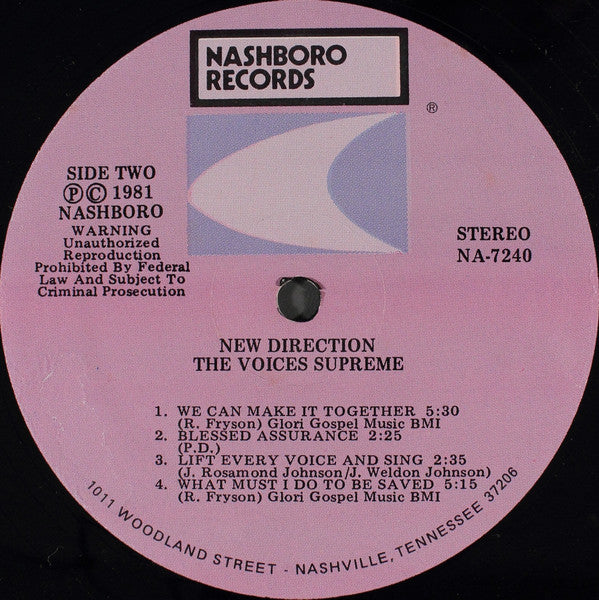 NASHBORO
RECORDS
®
SIDE TWO
Ⓟ © 1981
NASHBORO
WARNING
Unauthorized
Reproduction
Prohibited By Federal
Law And Subject To
Criminal Prosecution
STEREO
NA-7240
NEW DIRECTION
THE VOICES SUPREME
1. WE CAN MAKE IT TOGETHER 5:30
(R. Fryson) Glori Gospel Music BMI
2. BLESSED ASSURANCE 2:25
(P.D.)
3. LIFT EVERY VOICE AND SING 2:35
(J. Rosamond Johnson/J. Weldon Johnson)
4. WHAT MUST I DO TO BE SAVED 5:15
(R. Fryson) Glori Gospel Music BMI
1011 WOODLAND STREET - NASHVILLE, TENNESSEE 37206